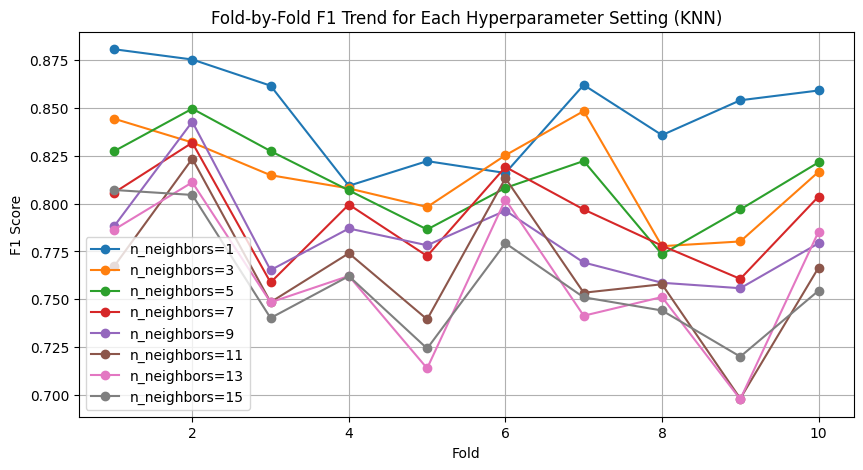 Fold-by-Fold F1 Trend for Each Hyperparameter Setting (KNN)
F1 Score
0.875
0.850
0.825
0.800
0.775
0.750
0.725
0.700
n_neighbors=1
n_neighbors=3
n_neighbors=5
n_neighbors=7
n_neighbors=9
n_neighbors=11
n_neighbors=13
n_neighbors=15
2 4 6 8 10
Fold